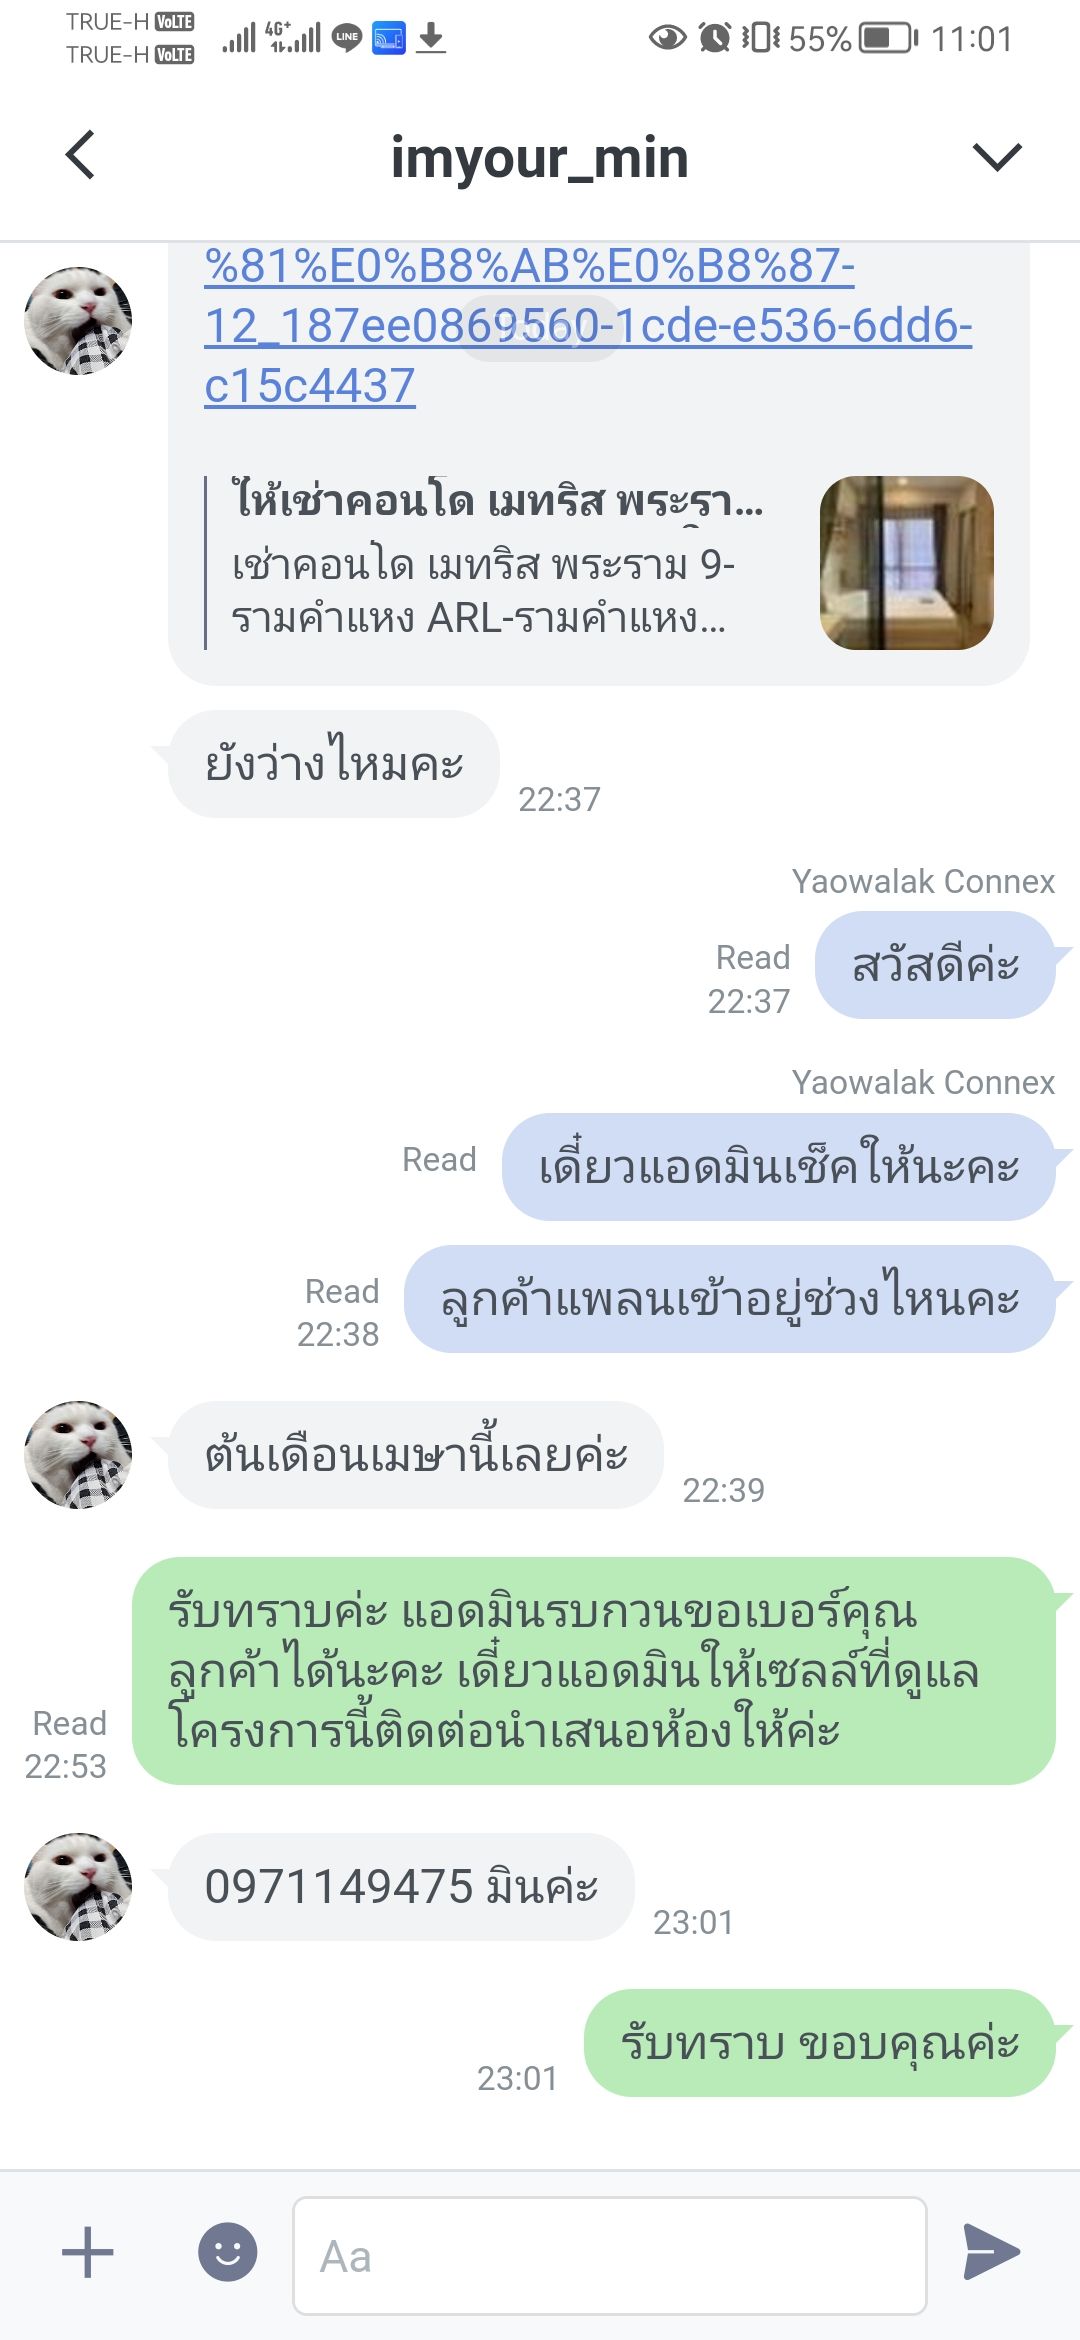 TRUE-H VoLTE
TRUE-H VoLTE
4G+
LINE
55%
11:01
imyour_min
%81%E0%B8%AB%E0%B8%87-
12_187ee0869560-1cde-e536-6dd6-
c15c4437
Today
ให้เช่าคอนโด เมทริส พระรา...
เช่าคอนโด เมทริส พระราม 9-
รามคำแหง ARL-รามคำแหง...
ยังว่างไหมคะ
22:37
Yaowalak Connex
สวัสดีค่ะ
Read
22:37
Yaowalak Connex
เดี๋ยวแอดมินเช็คให้นะคะ
Read
ลูกค้าแพลนเข้าอยู่ช่วงไหนคะ
Read
22:38
ต้นเดือนเมษานี้เลยค่ะ
22:39
รับทราบค่ะ แอดมินรบกวนขอเบอร์คุณ
ลูกค้าได้นะคะ เดี๋ยวแอดมินให้เซลล์ที่ดูแล
โครงการนี้ติดต่อนำเสนอห้องให้ค่ะ
Read
22:53
0971149475 มินค่ะ
23:01
รับทราบ ขอบคุณค่ะ
23:01
Aa